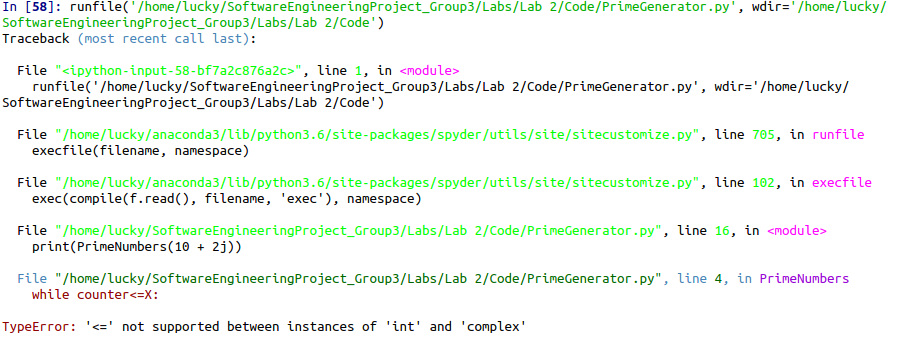 In [58]: runfile('/home/lucky/SoftwareEngineeringProject_Group3/Labs/Lab 2/Code/PrimeGenerator.py', wdir='/home/lucky/
SoftwareEngineeringProject_Group3/Labs/Lab 2/Code')
Traceback (most recent call last):

  File "<ipython-input-58-bf7a2c876a2c>", line 1, in <module>
    runfile('/home/lucky/SoftwareEngineeringProject_Group3/Labs/Lab 2/Code/PrimeGenerator.py', wdir='/home/lucky/
SoftwareEngineeringProject_Group3/Labs/Lab 2/Code')

  File "/home/lucky/anaconda3/lib/python3.6/site-packages/spyder/utils/site/sitecustomize.py", line 705, in runfile
    execfile(filename, namespace)

  File "/home/lucky/anaconda3/lib/python3.6/site-packages/spyder/utils/site/sitecustomize.py", line 102, in execfile
    exec(compile(f.read(), filename, 'exec'), namespace)

  File "/home/lucky/SoftwareEngineeringProject_Group3/Labs/Lab 2/Code/PrimeGenerator.py", line 16, in <module>
    print(PrimeNumbers(10 + 2j))

  File "/home/lucky/SoftwareEngineeringProject_Group3/Labs/Lab 2/Code/PrimeGenerator.py", line 4, in PrimeNumbers
    while counter<=X:

TypeError: '<=' not supported between instances of 'int' and 'complex'